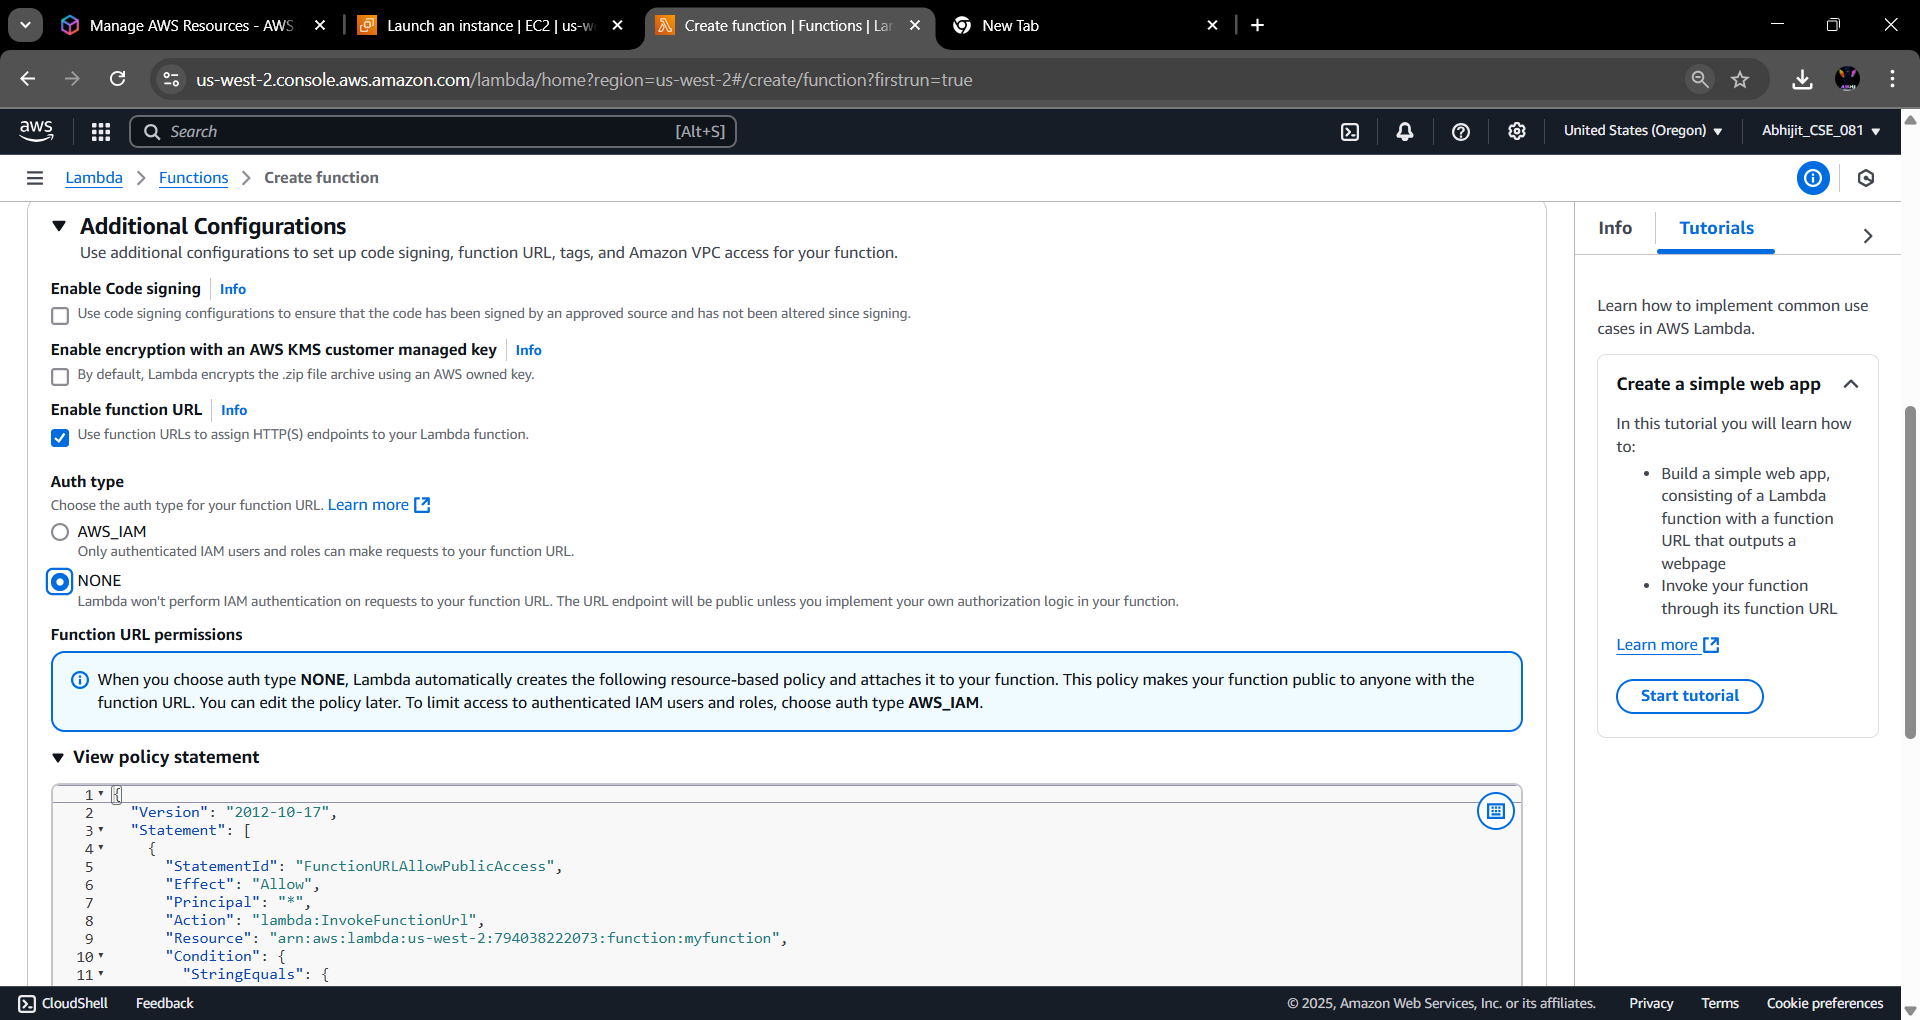 Manage AWS Resources - AWS
Launch an instance | EC2 | us-we
Create function | Functions | Lar
New Tab
us-west-2.console.aws.amazon.com/lambda/home?region=us-west-2#/create/function?firstrun=true
aws
Search
[Alt+S]
United States (Oregon)
Abhijit_CSE_081
Lambda
Functions
Create function
Additional Configurations
Use additional configurations to set up code signing, function URL, tags, and Amazon VPC access for your function.
Enable Code signing
Info
Use code signing configurations to ensure that the code has been signed by an approved source and has not been altered since signing.
Enable encryption with an AWS KMS customer managed key
Info
By default, Lambda encrypts the .zip file archive using an AWS owned key.
Enable function URL
Info
Use function URLs to assign HTTP(S) endpoints to your Lambda function.
Auth type
Choose the auth type for your function URL. Learn more
AWS_IAM
Only authenticated IAM users and roles can make requests to your function URL.
NONE
Lambda won't perform IAM authentication on requests to your function URL. The URL endpoint will be public unless you implement your own authorization logic in your function.
Function URL permissions
When you choose auth type NONE, Lambda automatically creates the following resource-based policy and attaches it to your function. This policy makes your function public to anyone with the
function URL. You can edit the policy later. To limit access to authenticated IAM users and roles, choose auth type AWS_IAM.
View policy statement
1 {
2 "Version": "2012-10-17",
3 "Statement": [
4 {
5 "StatementId": "FunctionURLAllowPublicAccess",
6 "Effect": "Allow",
7 "Principal": "*",
8 "Action": "lambda:InvokeFunctionUrl",
9 "Resource": "arn:aws:lambda:us-west-2:794038222073:function:myfunction",
10 "Condition": {
11 "StringEquals": {
Info
Tutorials
Learn how to implement common use
cases in AWS Lambda.
Create a simple web app
In this tutorial you will learn how
to:
• Build a simple web app,
consisting of a Lambda
function with a function
URL that outputs a
webpage
• Invoke your function
through its function URL
Learn more
Start tutorial
CloudShell
Feedback
© 2025, Amazon Web Services, Inc. or its affiliates.
Privacy
Terms
Cookie preferences